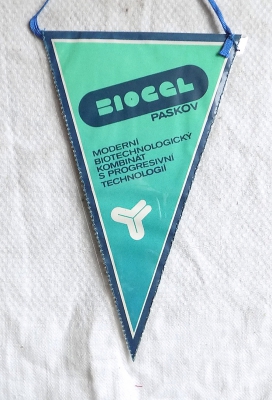 BIOCEL
PASKOV
MODERNÍ
BIOTECHNOLOGICKÝ
KOMBINÁT
S PROGRESIVNÍ
TECHNOLOGIÍ